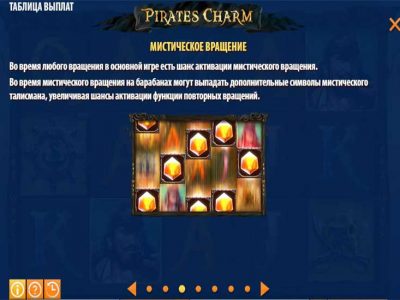 ТАБЛИЦА ВЫПЛАТ
PIRATES CHARM
МИСТИЧЕСКОЕ ВРАЩЕНИЕ
Во время любого вращения в основной игре есть шанс активации мистического вращения.
Во время мистического вращения на барабанах могут выпадать дополнительные символы мистического
талисмана, увеличивая шансы активации функции повторных вращений.